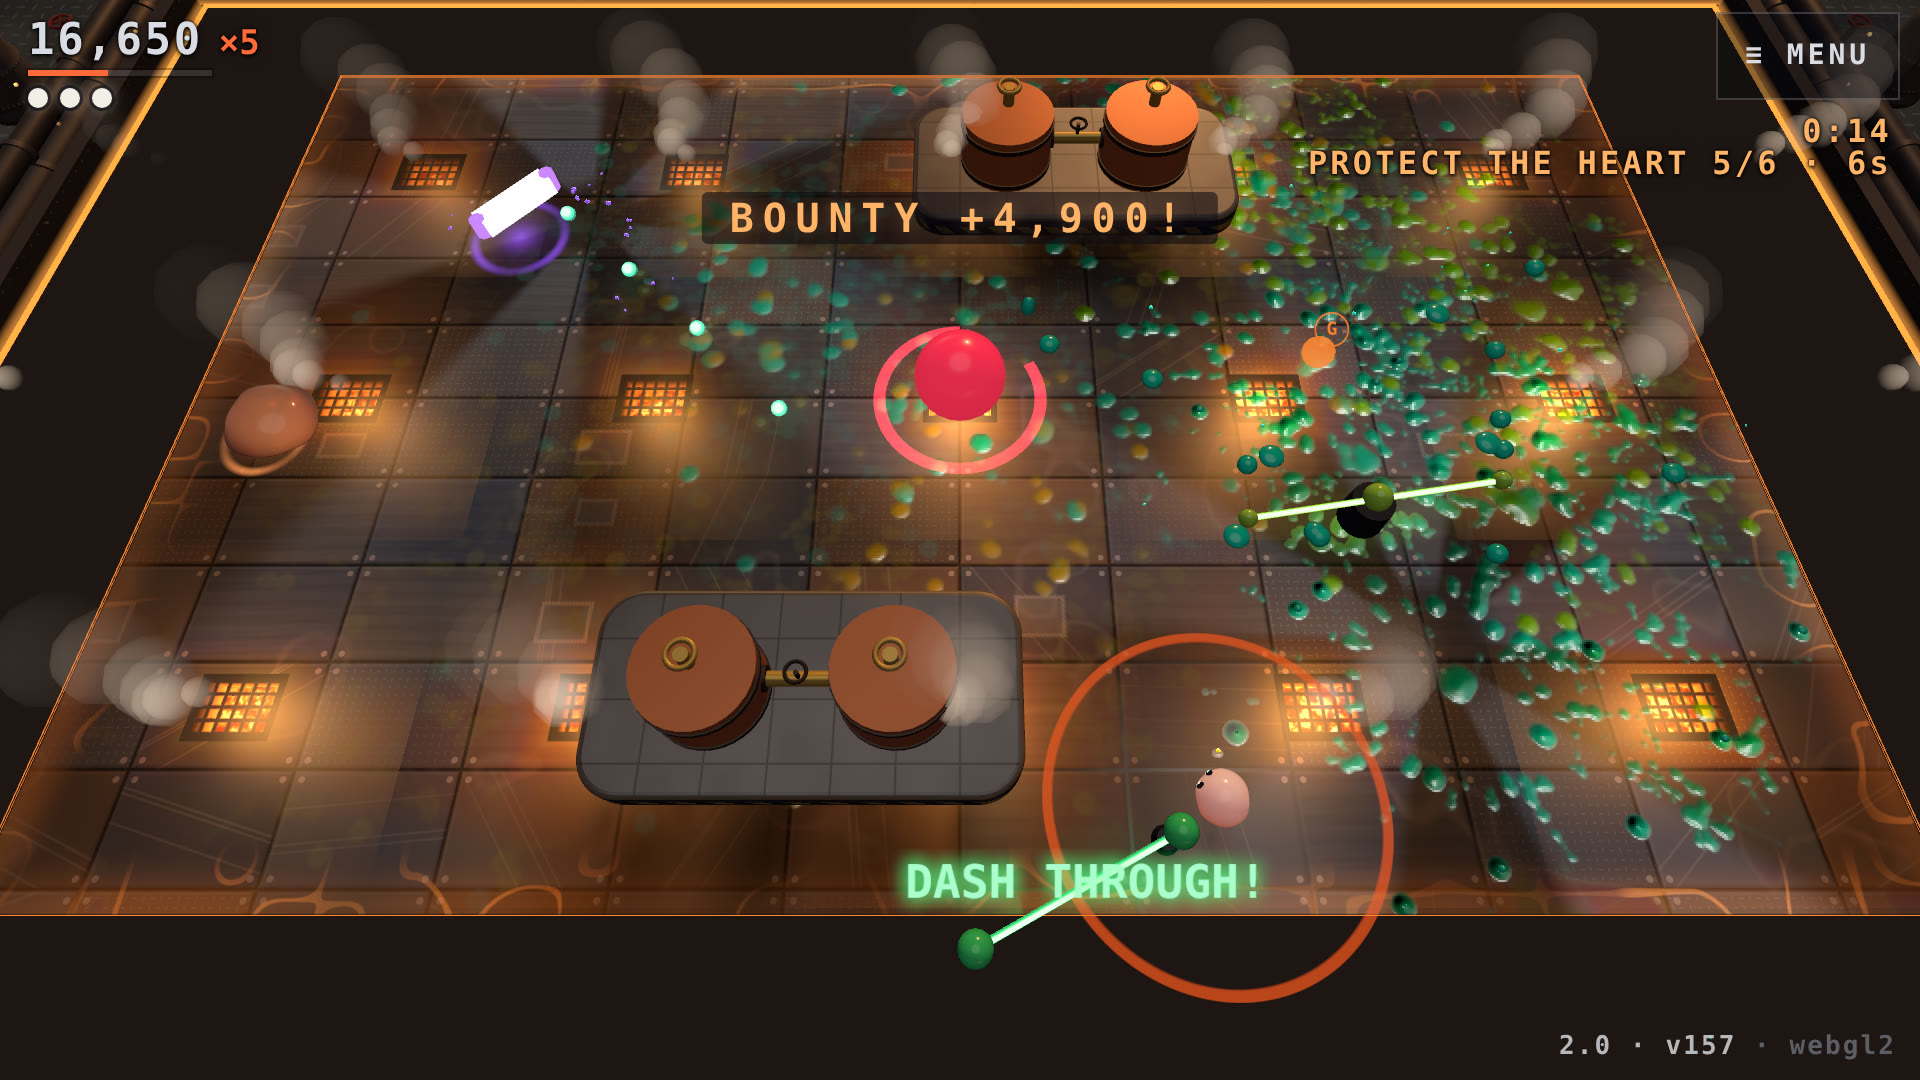 16,650 ×5
≡ MENU
0:14
PROTECT THE HEART 5/6 · 6s
BOUNTY +4,900!
G
DASH THROUGH!
2.0 · v157 · webgl2